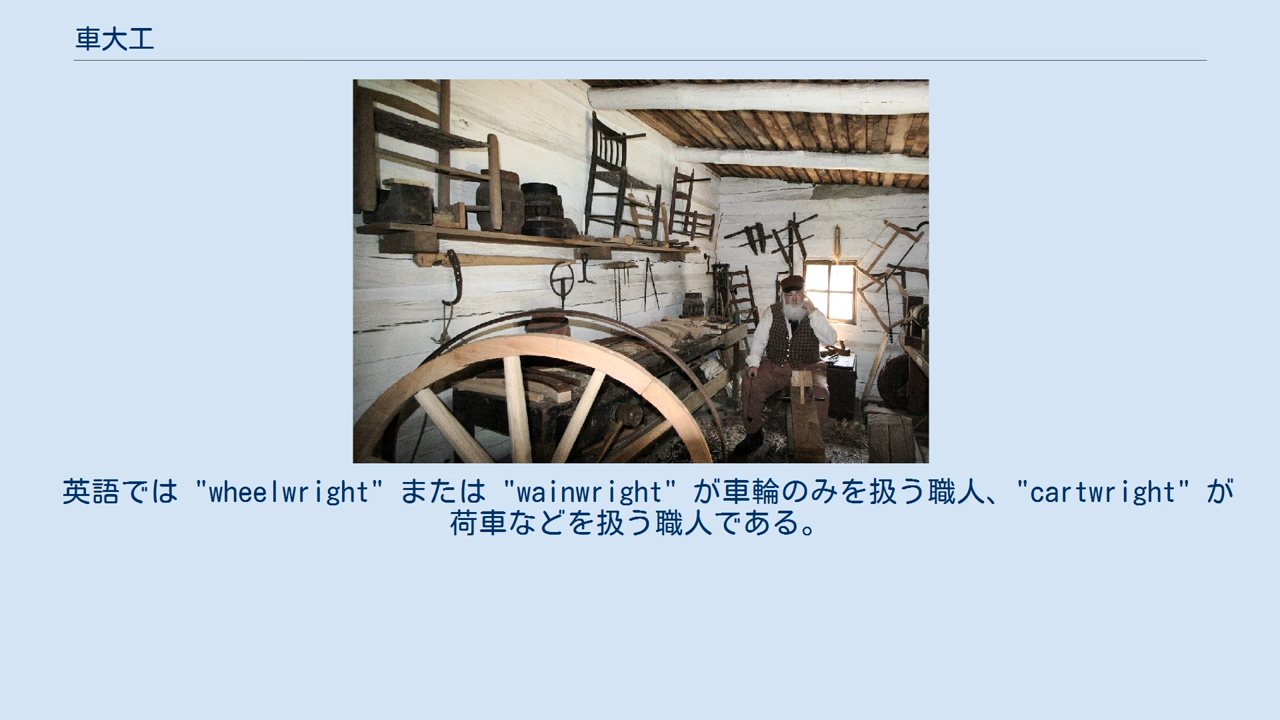 車大工
英語では "wheelwright" または "wainwright" が車輪のみを扱う職人、"cartwright" が
荷車などを扱う職人である。